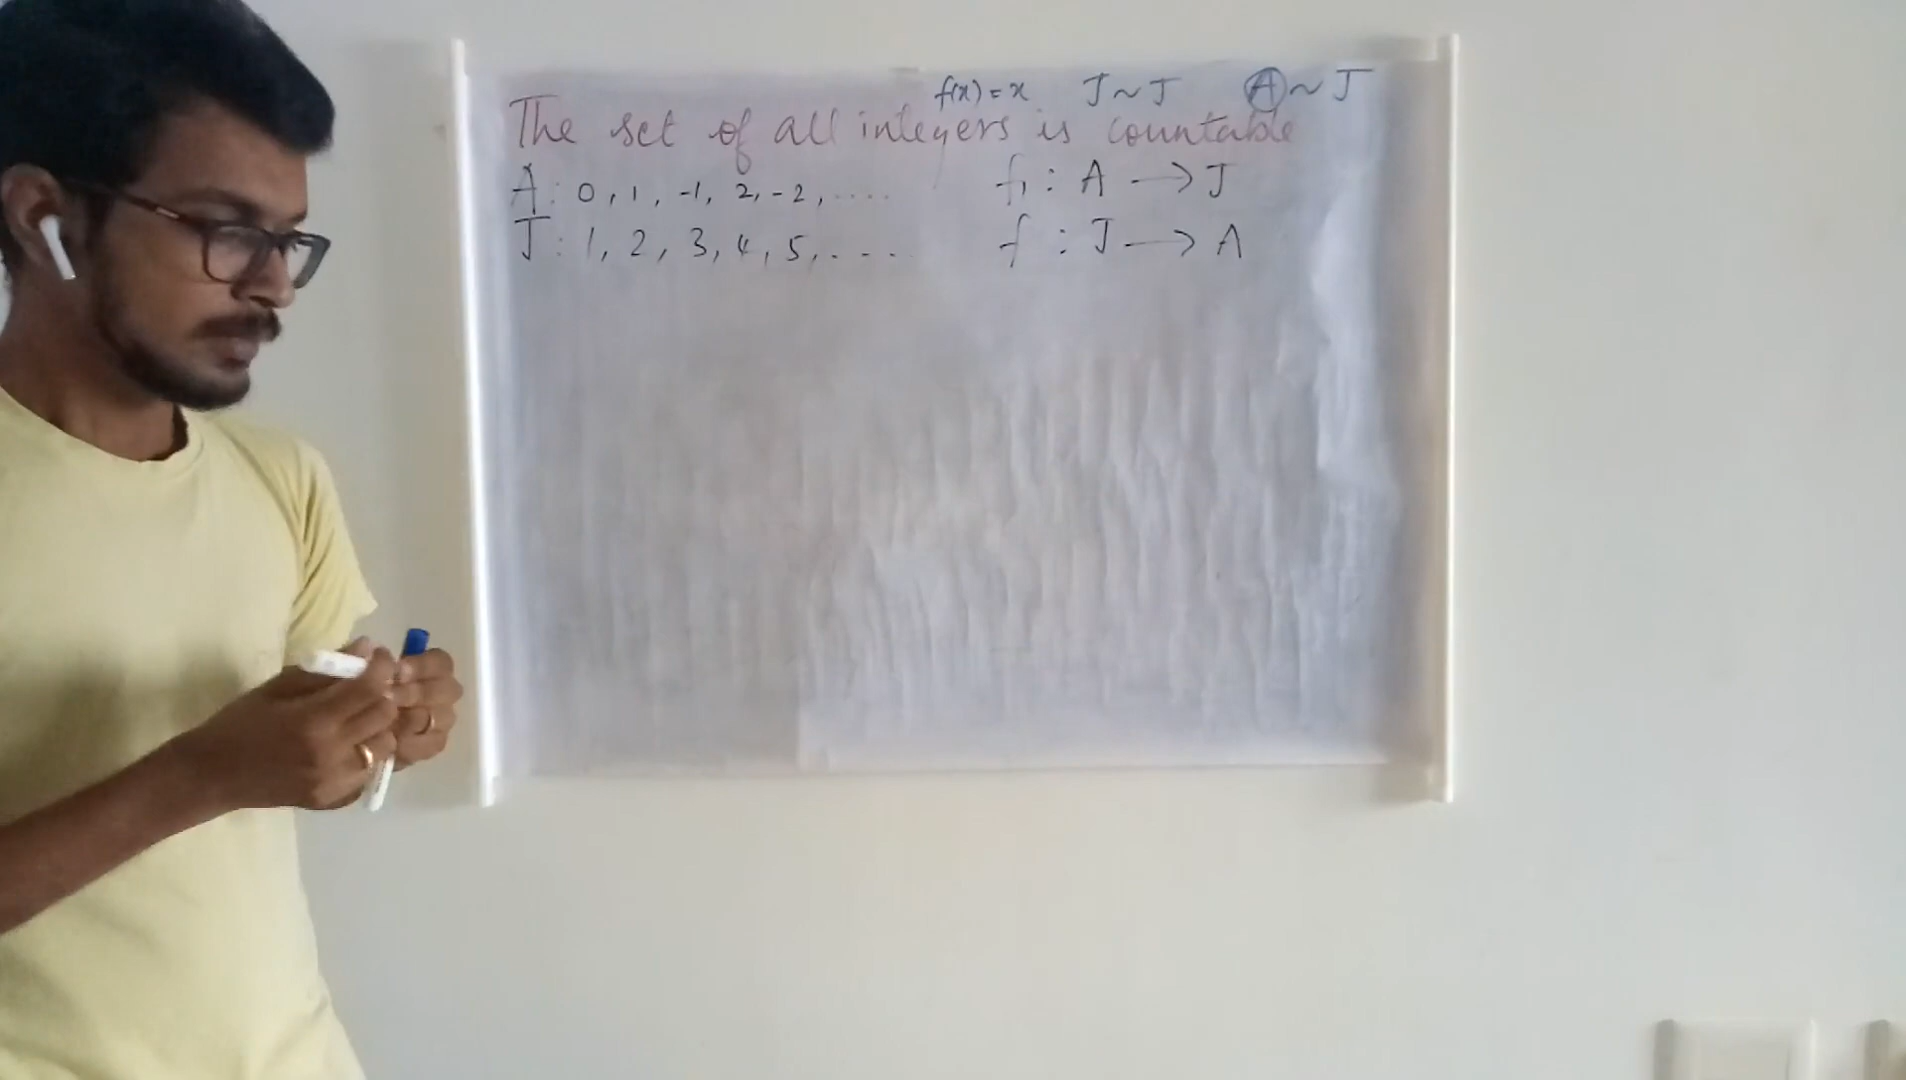 f(x) = x J ~ J A ~ J
The set of all integers is countable
A : 0, 1, -1, 2, -2, ....
f₁ : A → J
J : 1, 2, 3, 4, 5, . - - .
f : J → A